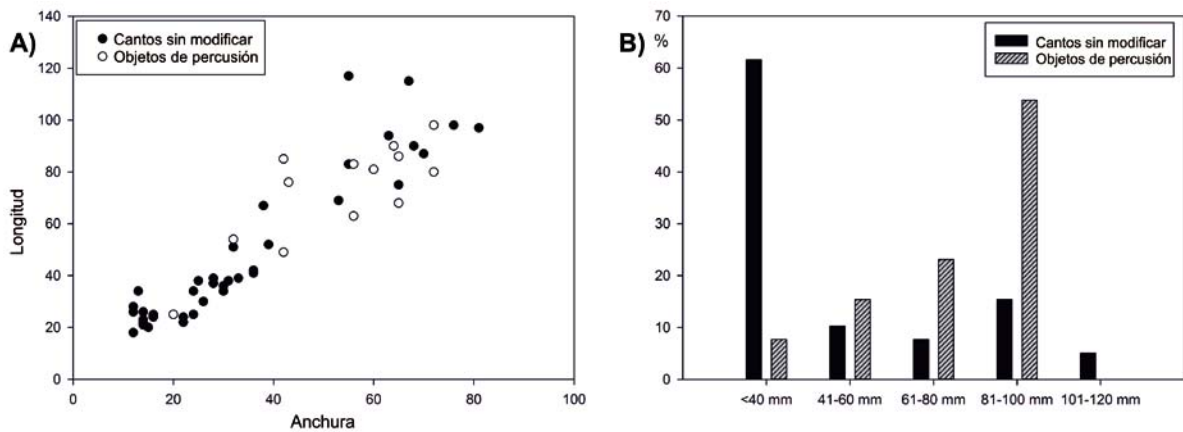 A)
Cantos sin modificar
Objetos de percusión
Longitud
140
120
100
80
60
40
20
0
0 20 40 60 80 100
Anchura
B)
%
Cantos sin modificar
Objetos de percusión
70
60
50
40
30
20
10
0
<40 mm 41-60 mm 61-80 mm 81-100 mm 101-120 mm